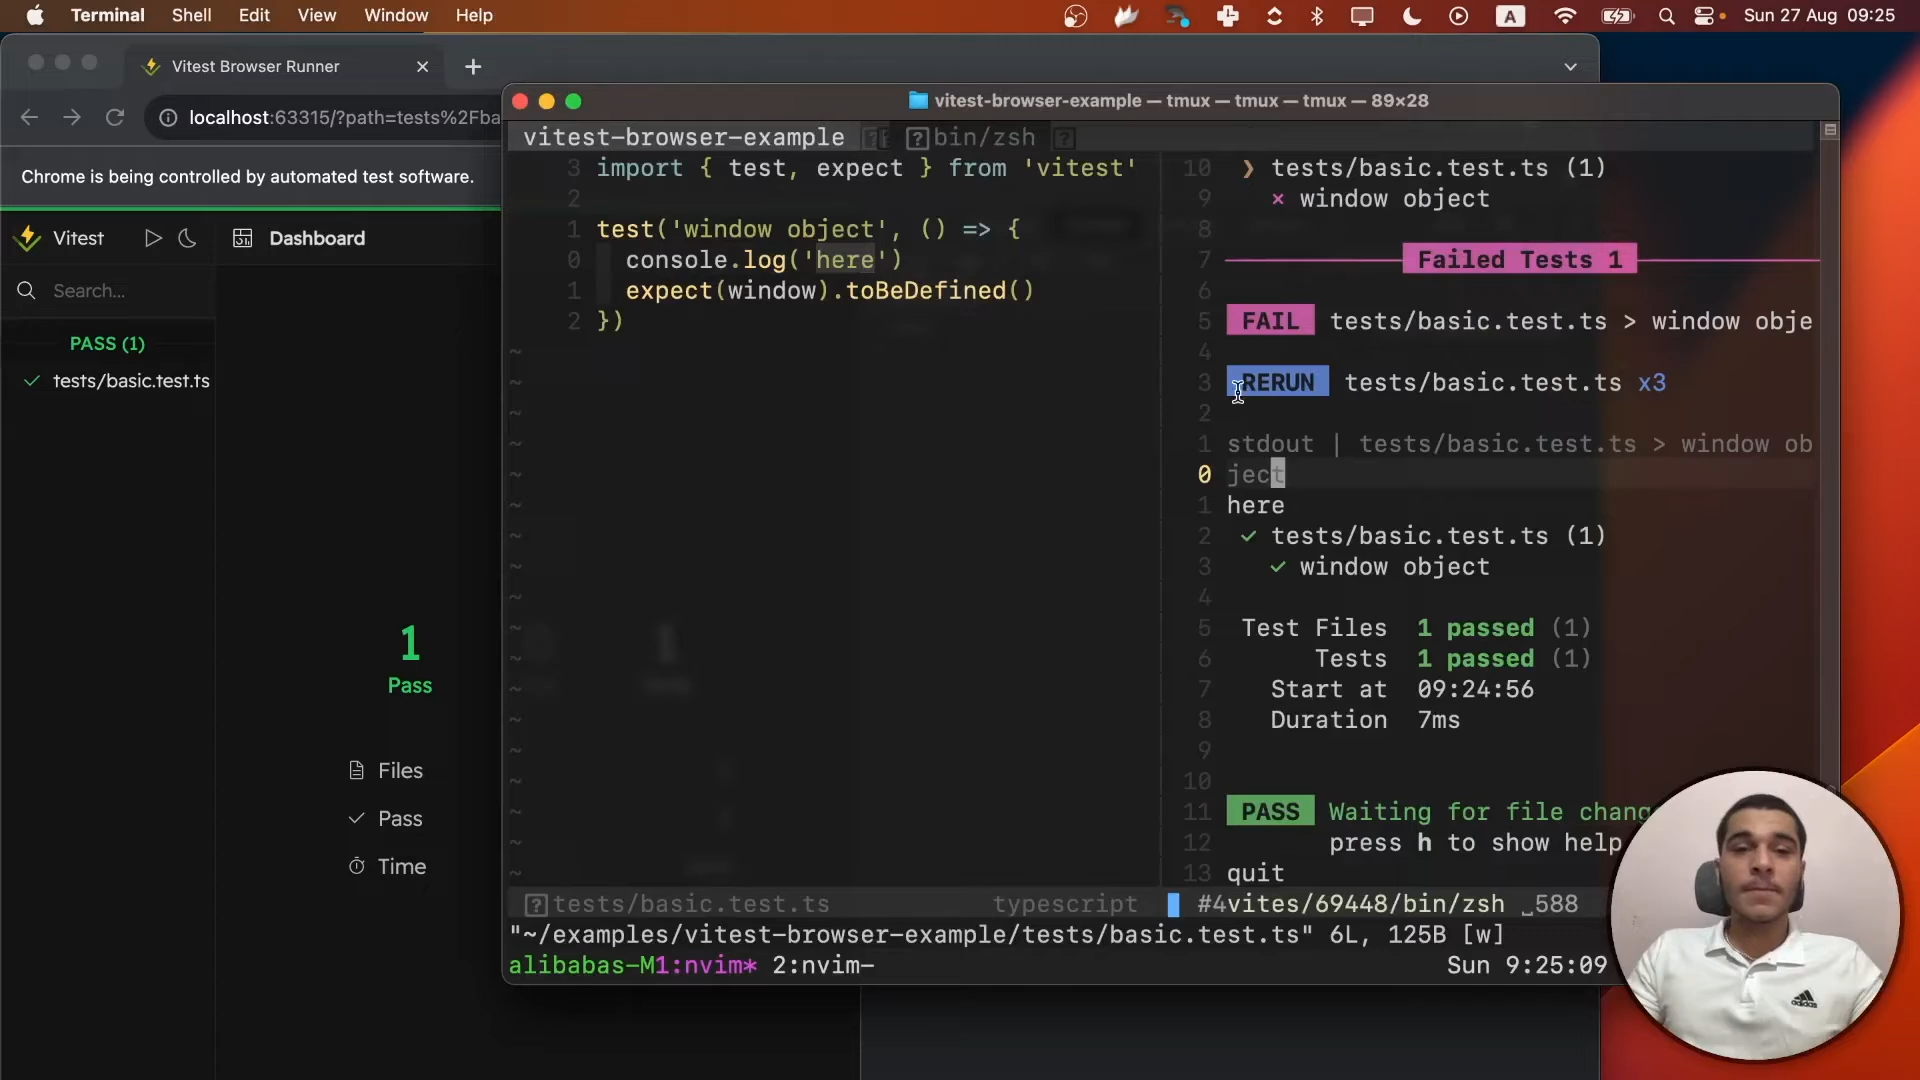 Terminal Shell Edit View Window Help
A Sun 27 Aug 09:25
Vitest Browser Runner
localhost:63315/?path=tests%2Fba
Chrome is being controlled by automated test software.
Vitest
Dashboard
Search...
PASS (1)
tests/basic.test.ts
1
Pass
Files
Pass
Time
vitest-browser-example — tmux — tmux — tmux — 89×28
vitest-browser-example bin/zsh
3 import { test, expect } from 'vitest'
2
1 test('window object', () => {
0 console.log('here')
1 expect(window).toBeDefined()
2 })
10 ❯ tests/basic.test.ts (1)
9 × window object
8
7 Failed Tests 1
6
5 FAIL tests/basic.test.ts > window obje
4
3 RERUN tests/basic.test.ts x3
2
1 stdout | tests/basic.test.ts > window ob
0 ject
1 here
2 ✓ tests/basic.test.ts (1)
3 ✓ window object
4
5 Test Files 1 passed (1)
6 Tests 1 passed (1)
7 Start at 09:24:56
8 Duration 7ms
9
10
11 PASS Waiting for file chang
12 press h to show help
13 quit
tests/basic.test.ts typescript #4vites/69448/bin/zsh ␣588
"~/examples/vitest-browser-example/tests/basic.test.ts" 6L, 125B [w]
alibabas-M1:nvim* 2:nvim- Sun 9:25:09
adidas